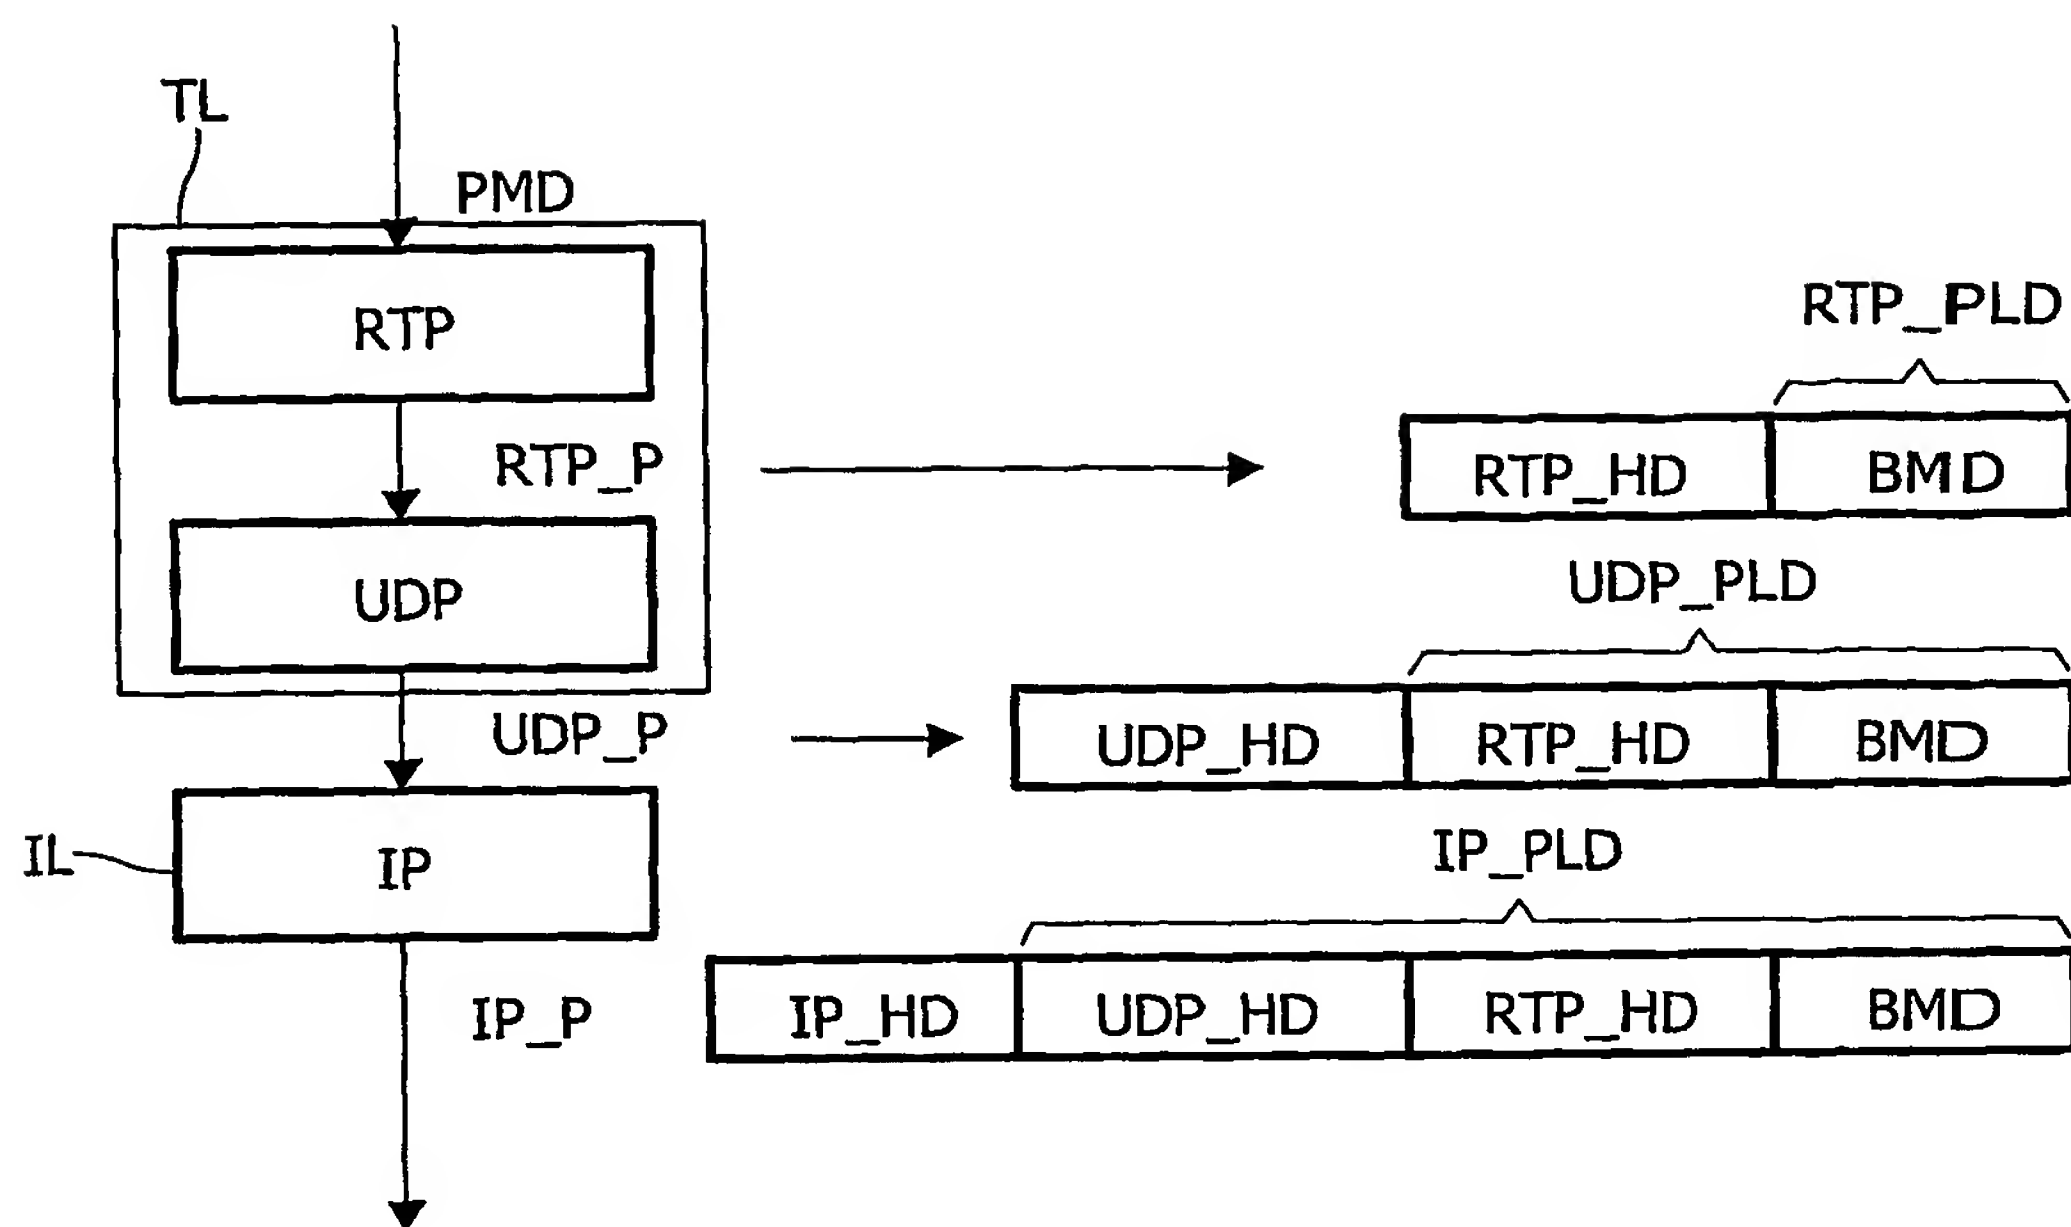 TL
PMD
RTP
RTP_PLD
RTP_P
RTP_HD BMD
UDP
UDP_PLD
UDP_P
UDP_HD RTP_HD BMD
IL
IP
IP_PLD
IP_P
IP_HD UDP_HD RTP_HD BMD